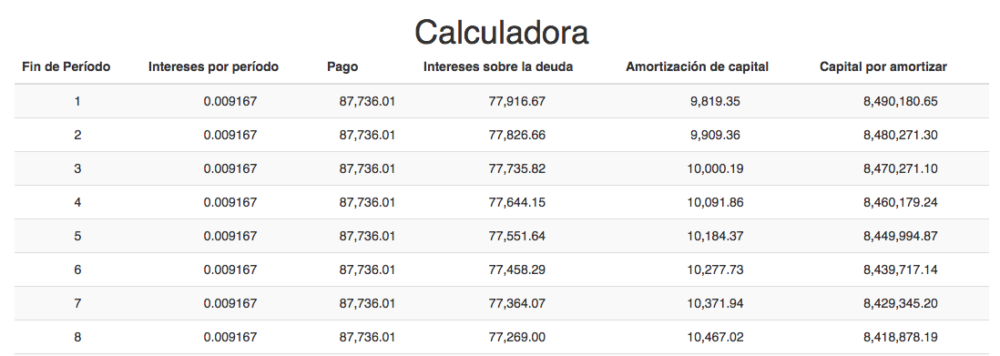 Calculadora
Fin de Período Intereses por período Pago Intereses sobre la deuda Amortización de capital Capital por amortizar
1 0.009167 87,736.01 77,916.67 9,819.35 8,490,180.65
2 0.009167 87,736.01 77,826.66 9,909.36 8,480,271.30
3 0.009167 87,736.01 77,735.82 10,000.19 8,470,271.10
4 0.009167 87,736.01 77,644.15 10,091.86 8,460,179.24
5 0.009167 87,736.01 77,551.64 10,184.37 8,449,994.87
6 0.009167 87,736.01 77,458.29 10,277.73 8,439,717.14
7 0.009167 87,736.01 77,364.07 10,371.94 8,429,345.20
8 0.009167 87,736.01 77,269.00 10,467.02 8,418,878.19